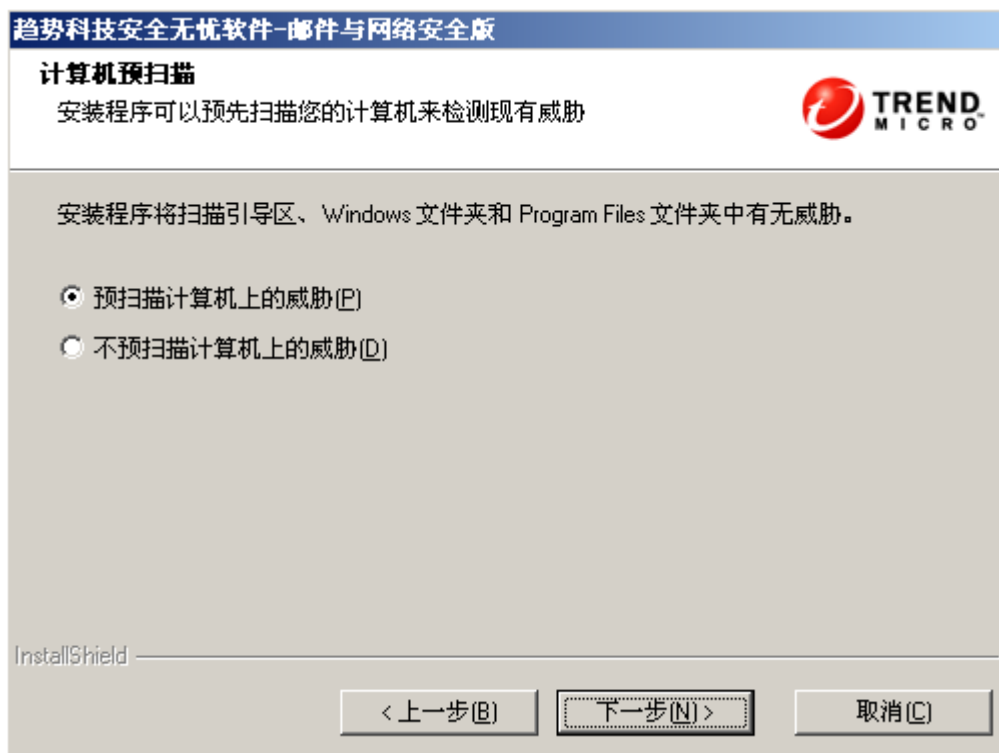 趋势科技安全无忧软件-邮件与网络安全版
计算机预扫描
安装程序可以预先扫描您的计算机来检测现有威胁
TREND
MICRO
安装程序将扫描引导区、Windows 文件夹和 Program Files 文件夹中有无威胁。
预扫描计算机上的威胁(P)
不预扫描计算机上的威胁(D)
InstallShield
< 上一步(B)
下一步(N) >
取消(C)